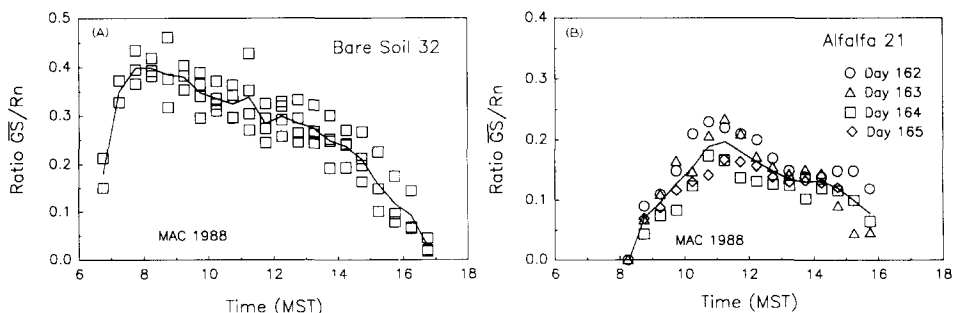 (A)
Bare Soil 32
0.5
0.4
0.3
0.2
0.1
0.0
Ratio G̅S̅/Rn
MAC 1988
6 8 10 12 14 16 18
Time (MST)
(B)
Alfalfa 21
Day 162
Day 163
Day 164
Day 165
0.4
0.3
0.2
0.1
0.0
Ratio G̅S̅/Rn
MAC 1988
6 8 10 12 14 16 18
Time (MST)